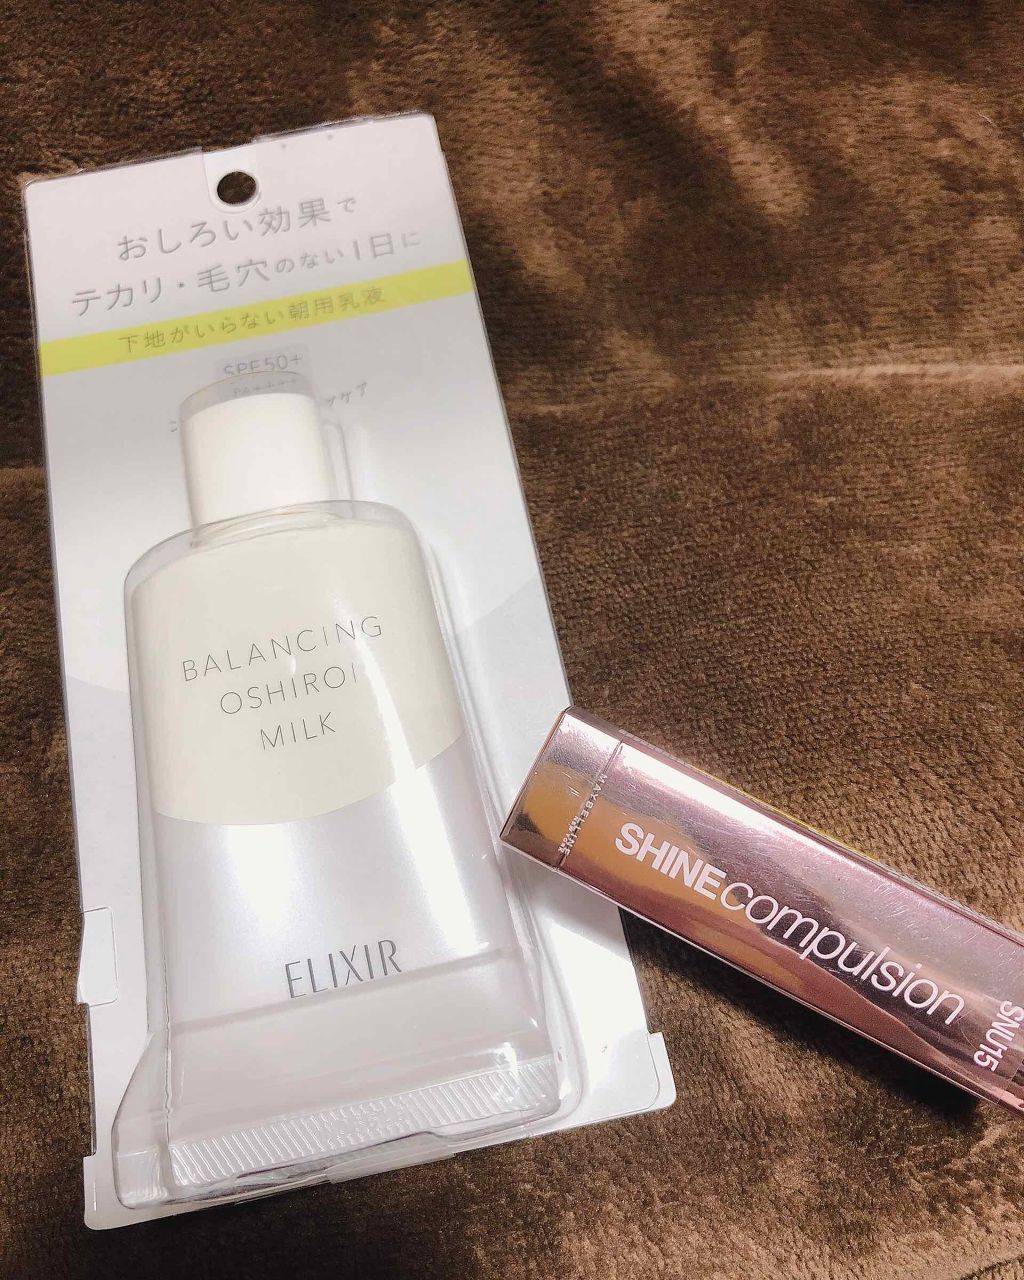 おしろい効果で
テカリ・毛穴のない1日に
下地がいらない朝用乳液
SPF50+
PA++++
BALANCING
OSHIROI
MILK
ELIXIR
MAYBELLINE
SHINEcompulsion
SNU15